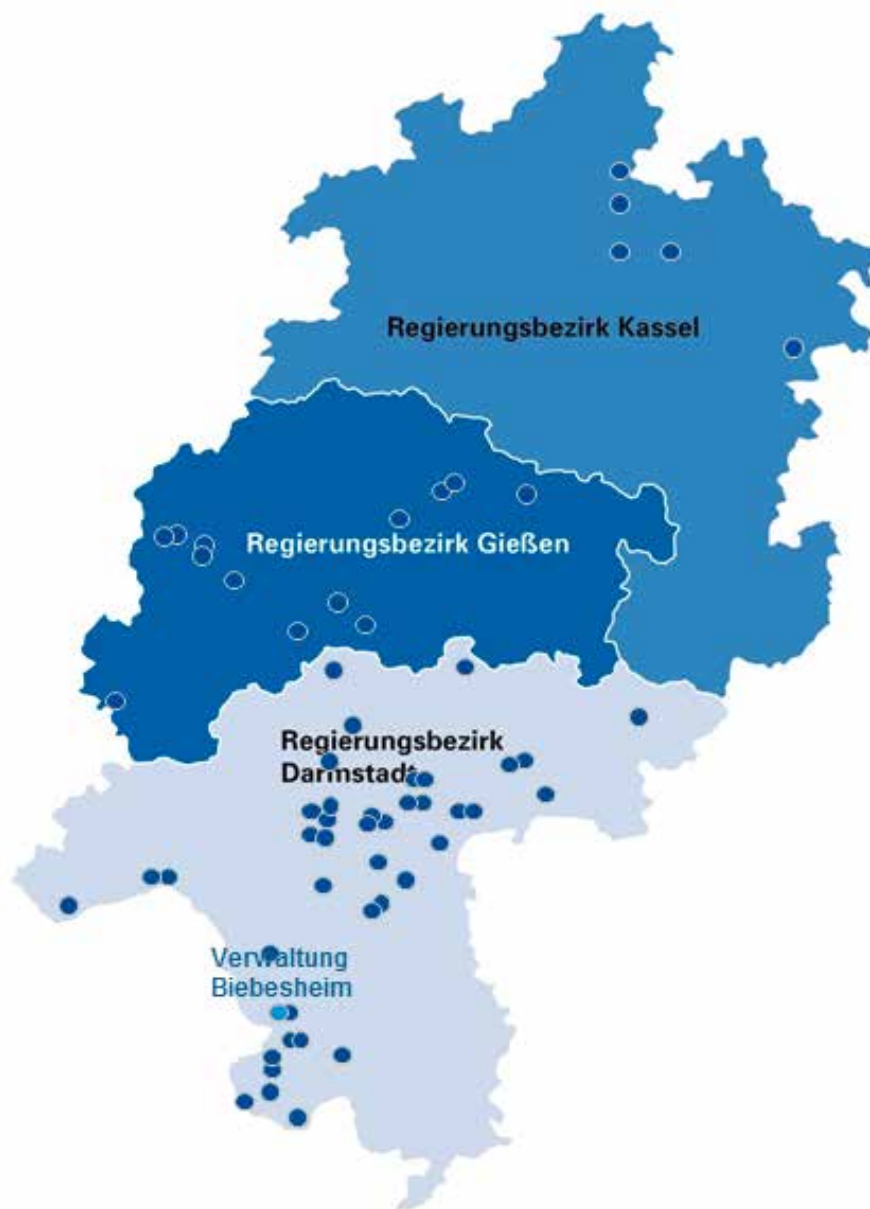 Regierungsbezirk Kassel
Regierungsbezirk Gießen
Regierungsbezirk
Darmstadt
Verwaltung
Biebesheim